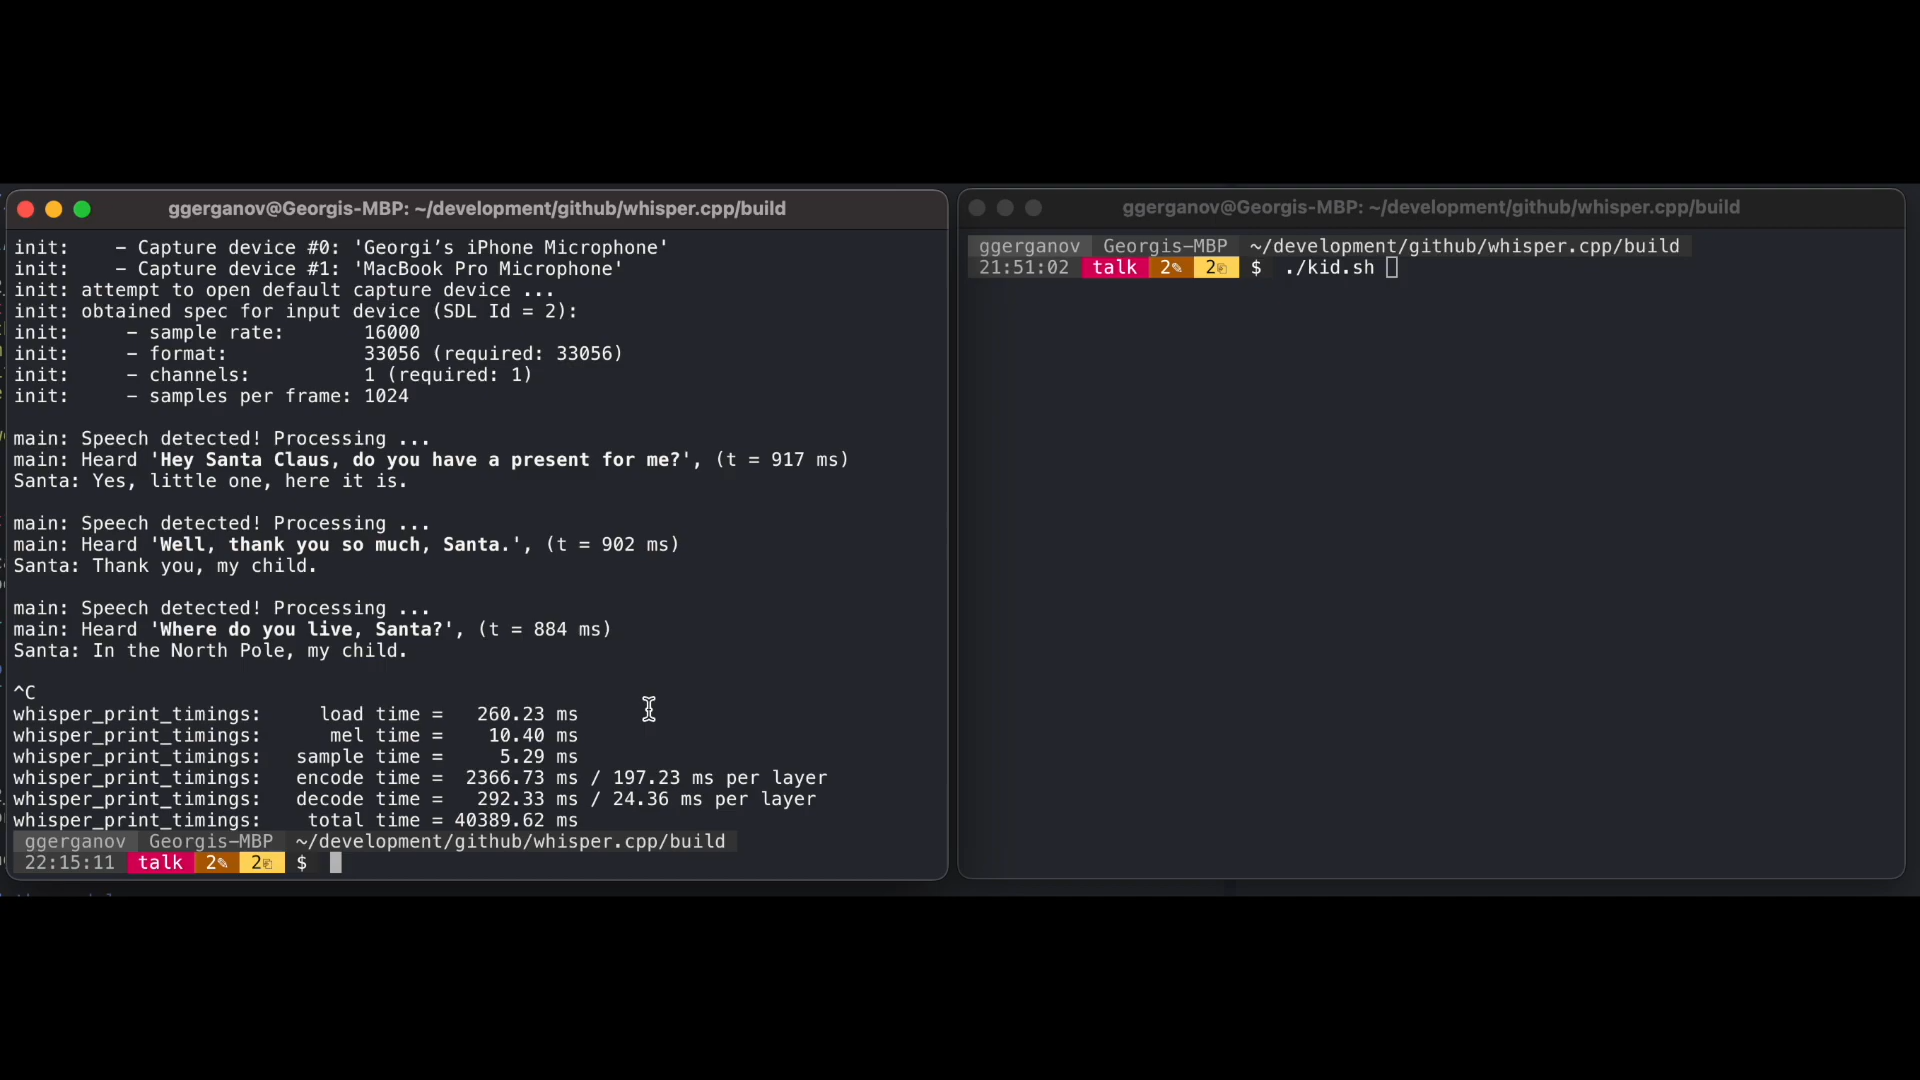 ggerganov@Georgis-MBP: ~/development/github/whisper.cpp/build
init:    - Capture device #0: 'Georgi’s iPhone Microphone'
init:    - Capture device #1: 'MacBook Pro Microphone'
init: attempt to open default capture device ...
init: obtained spec for input device (SDL Id = 2):
init:     - sample rate:       16000
init:     - format:            33056 (required: 33056)
init:     - channels:          1 (required: 1)
init:     - samples per frame: 1024
main: Speech detected! Processing ...
main: Heard 'Hey Santa Claus, do you have a present for me?', (t = 917 ms)
Santa: Yes, little one, here it is.
main: Speech detected! Processing ...
main: Heard 'Well, thank you so much, Santa.', (t = 902 ms)
Santa: Thank you, my child.
main: Speech detected! Processing ...
main: Heard 'Where do you live, Santa?', (t = 884 ms)
Santa: In the North Pole, my child.
^C
whisper_print_timings:     load time =   260.23 ms
whisper_print_timings:      mel time =    10.40 ms
whisper_print_timings:   sample time =     5.29 ms
whisper_print_timings:   encode time =  2366.73 ms / 197.23 ms per layer
whisper_print_timings:   decode time =   292.33 ms / 24.36 ms per layer
whisper_print_timings:    total time = 40389.62 ms
ggerganov Georgis-MBP ~/development/github/whisper.cpp/build
22:15:11 talk 2✎ 2 $
ggerganov@Georgis-MBP: ~/development/github/whisper.cpp/build
ggerganov Georgis-MBP ~/development/github/whisper.cpp/build
21:51:02 talk 2✎ 2 $ ./kid.sh